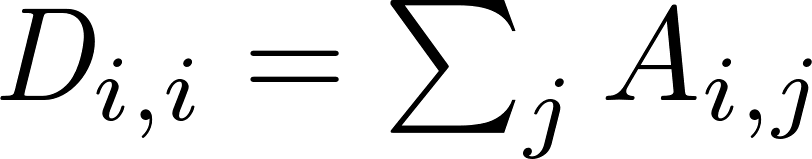 D_{i,i} = \sum_j A_{i,j}